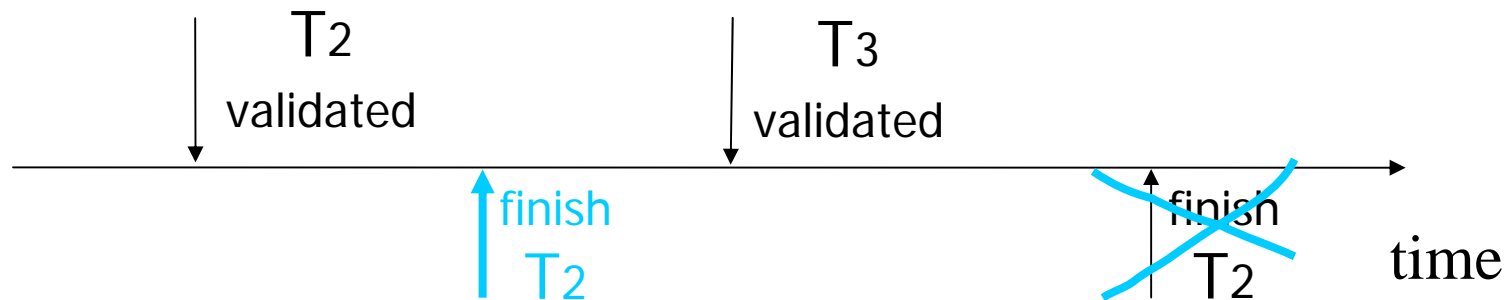 T2
validated
T3
validated
finish
T2
finish
T2
time